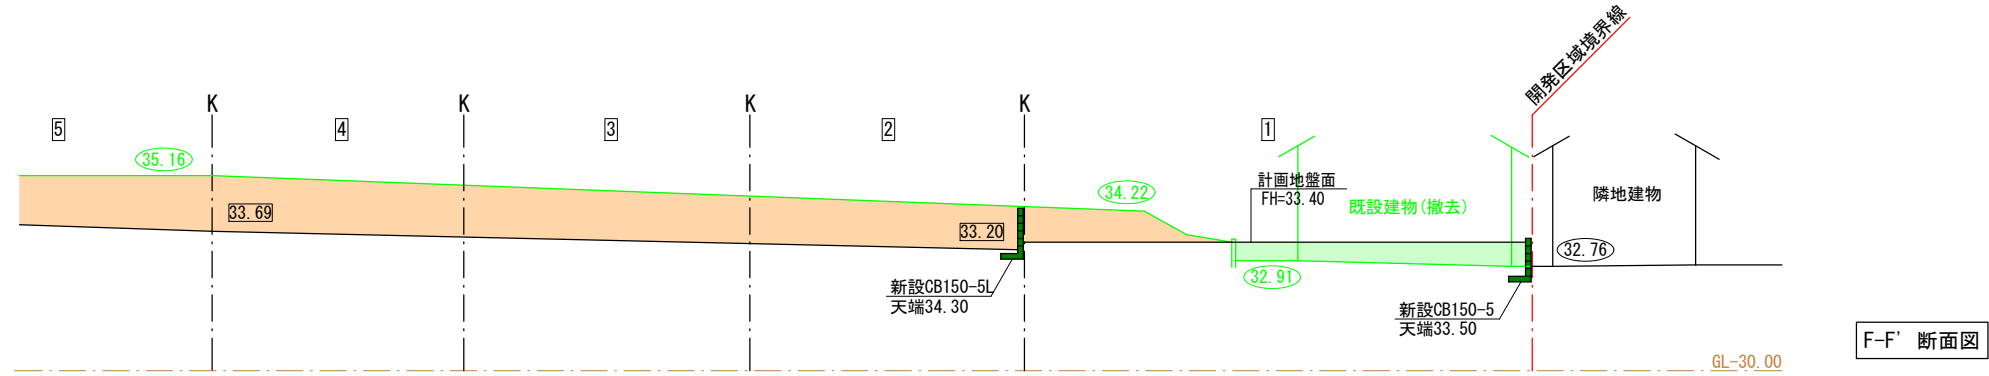 開発区域境界線
K
K
K
K
5
4
3
2
1
35.16
計画地盤面
FH=33.40
34.22
既設建物(撤去)
隣地建物
33.69
33.20
32.76
32.91
新設CB150-5L
天端34.30
新設CB150-5
天端33.50
F-F' 断面図
GL-30.00